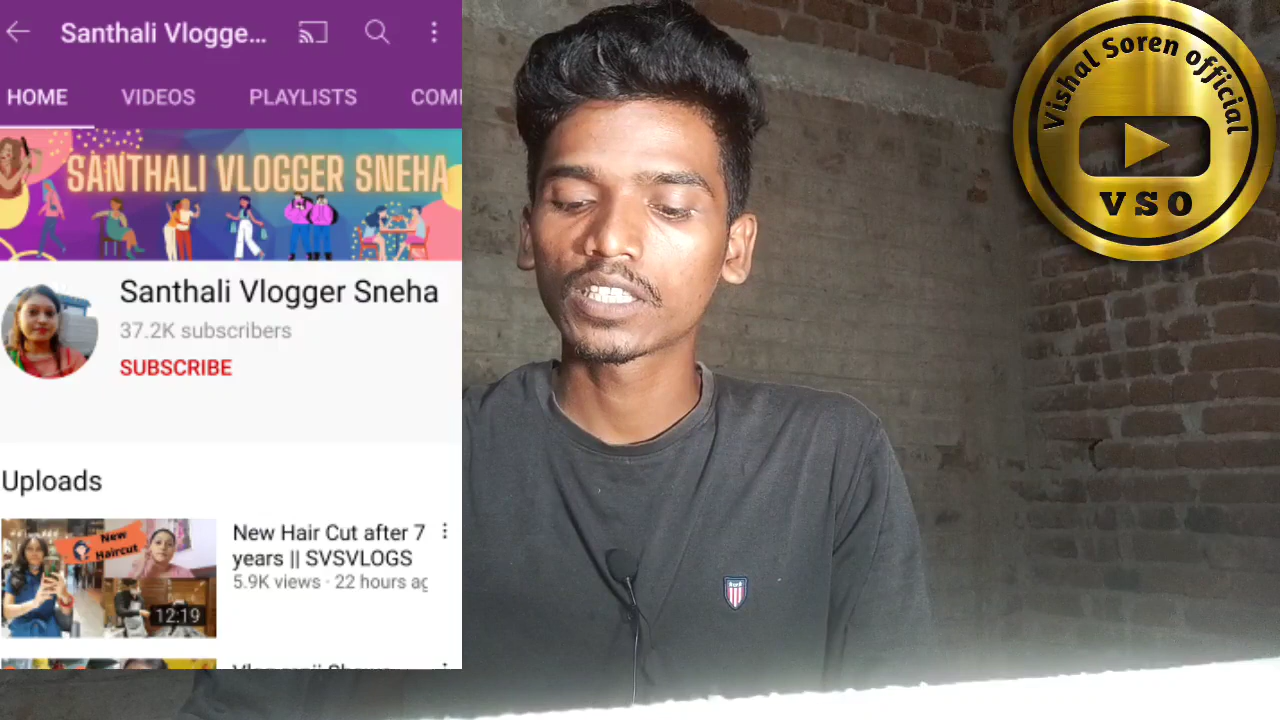 Santhali Vlogge...
HOME VIDEOS PLAYLISTS
SANTHALI VLOGGER SNEHA
Santhali Vlogger Sneha
37.2K subscribers
SUBSCRIBE
Uploads
New Haircut
12:19
New Hair Cut after 7
years || SVSVLOGS
5.9K views · 22 hours
Vishal Soren official
VSO